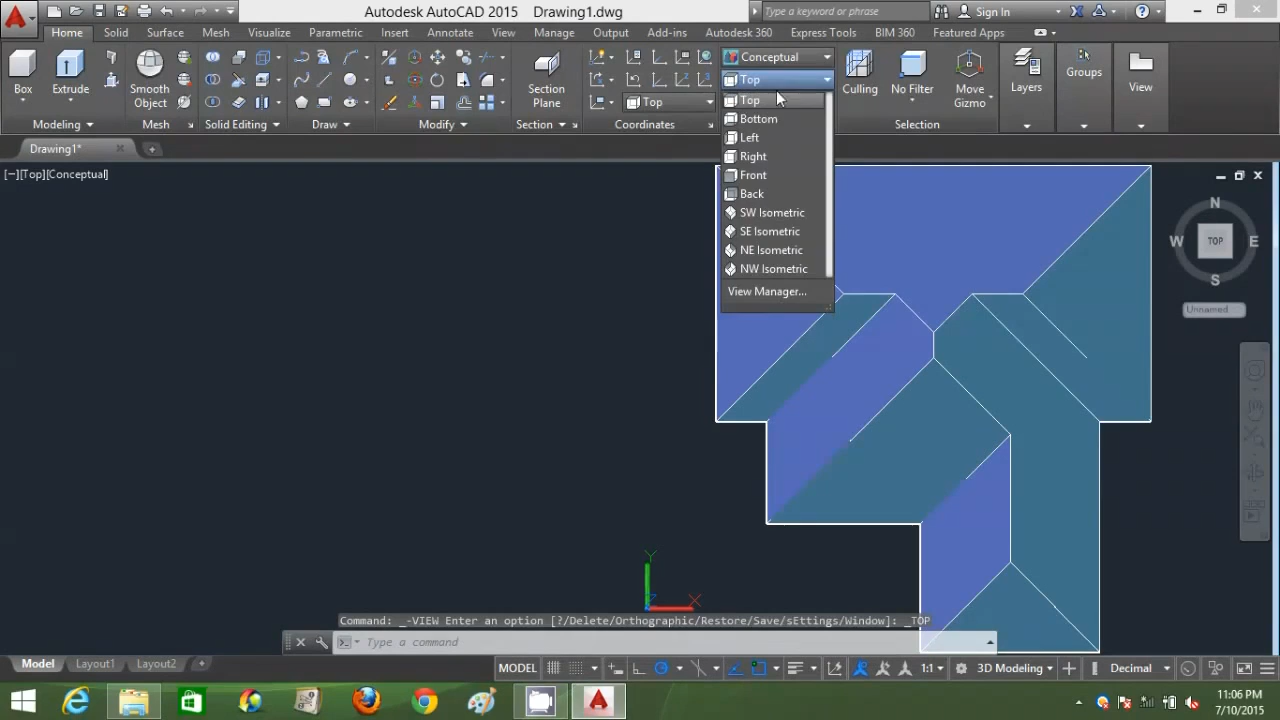 Autodesk AutoCAD 2015 Drawing1.dwg
Type a keyword or phrase
Sign In
Home Solid Surface Mesh Visualize Parametric Insert Annotate View Manage Output Add-ins Autodesk 360 Express Tools BIM 360 Featured Apps
Box
Extrude
Smooth
Object
Section
Plane
Conceptual
Top
Top
Culling
No Filter
Move
Gizmo
Layers
Groups
View
Modeling
Mesh
Solid Editing
Draw
Modify
Section
Coordinates
Selection
Top
Bottom
Left
Right
Front
Back
SW Isometric
SE Isometric
NE Isometric
NW Isometric
View Manager...
Drawing1*
[−][Top][Conceptual]
N
W
TOP
E
S
Unnamed
Y
X
Command: _-VIEW Enter an option [?/Delete/Orthographic/Restore/Save/sEttings/Window]: _TOP
Type a command
Model Layout1 Layout2
MODEL
1:1
3D Modeling
Decimal
11:06 PM
7/10/2015